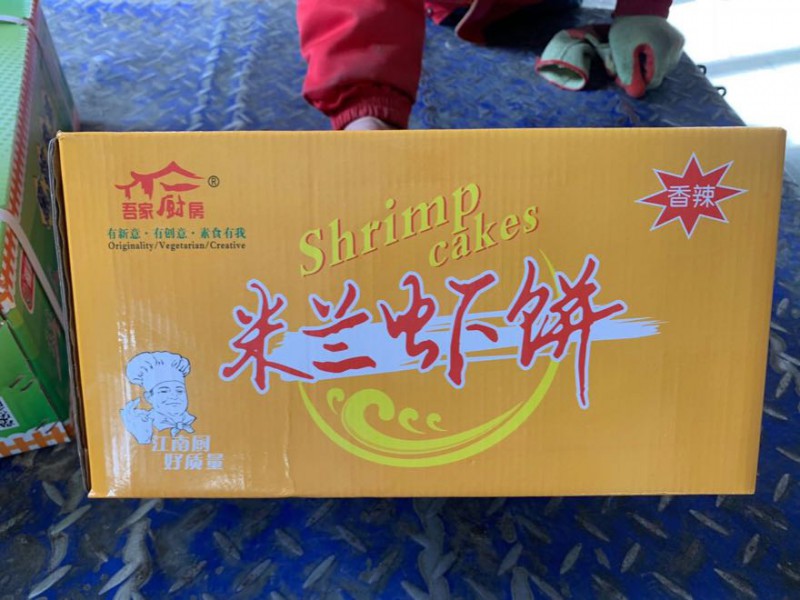 吾家厨房®
有新意·有创意·素食有我
Originality/Vegetarian/Creative
香辣
Shrimp
cakes
米兰虾饼
江南厨
好质量